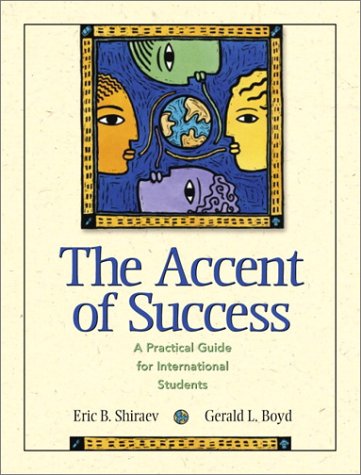 The Accent
of Success
A Practical Guide
for International
Students
Eric B. Shiraev Gerald L. Boyd